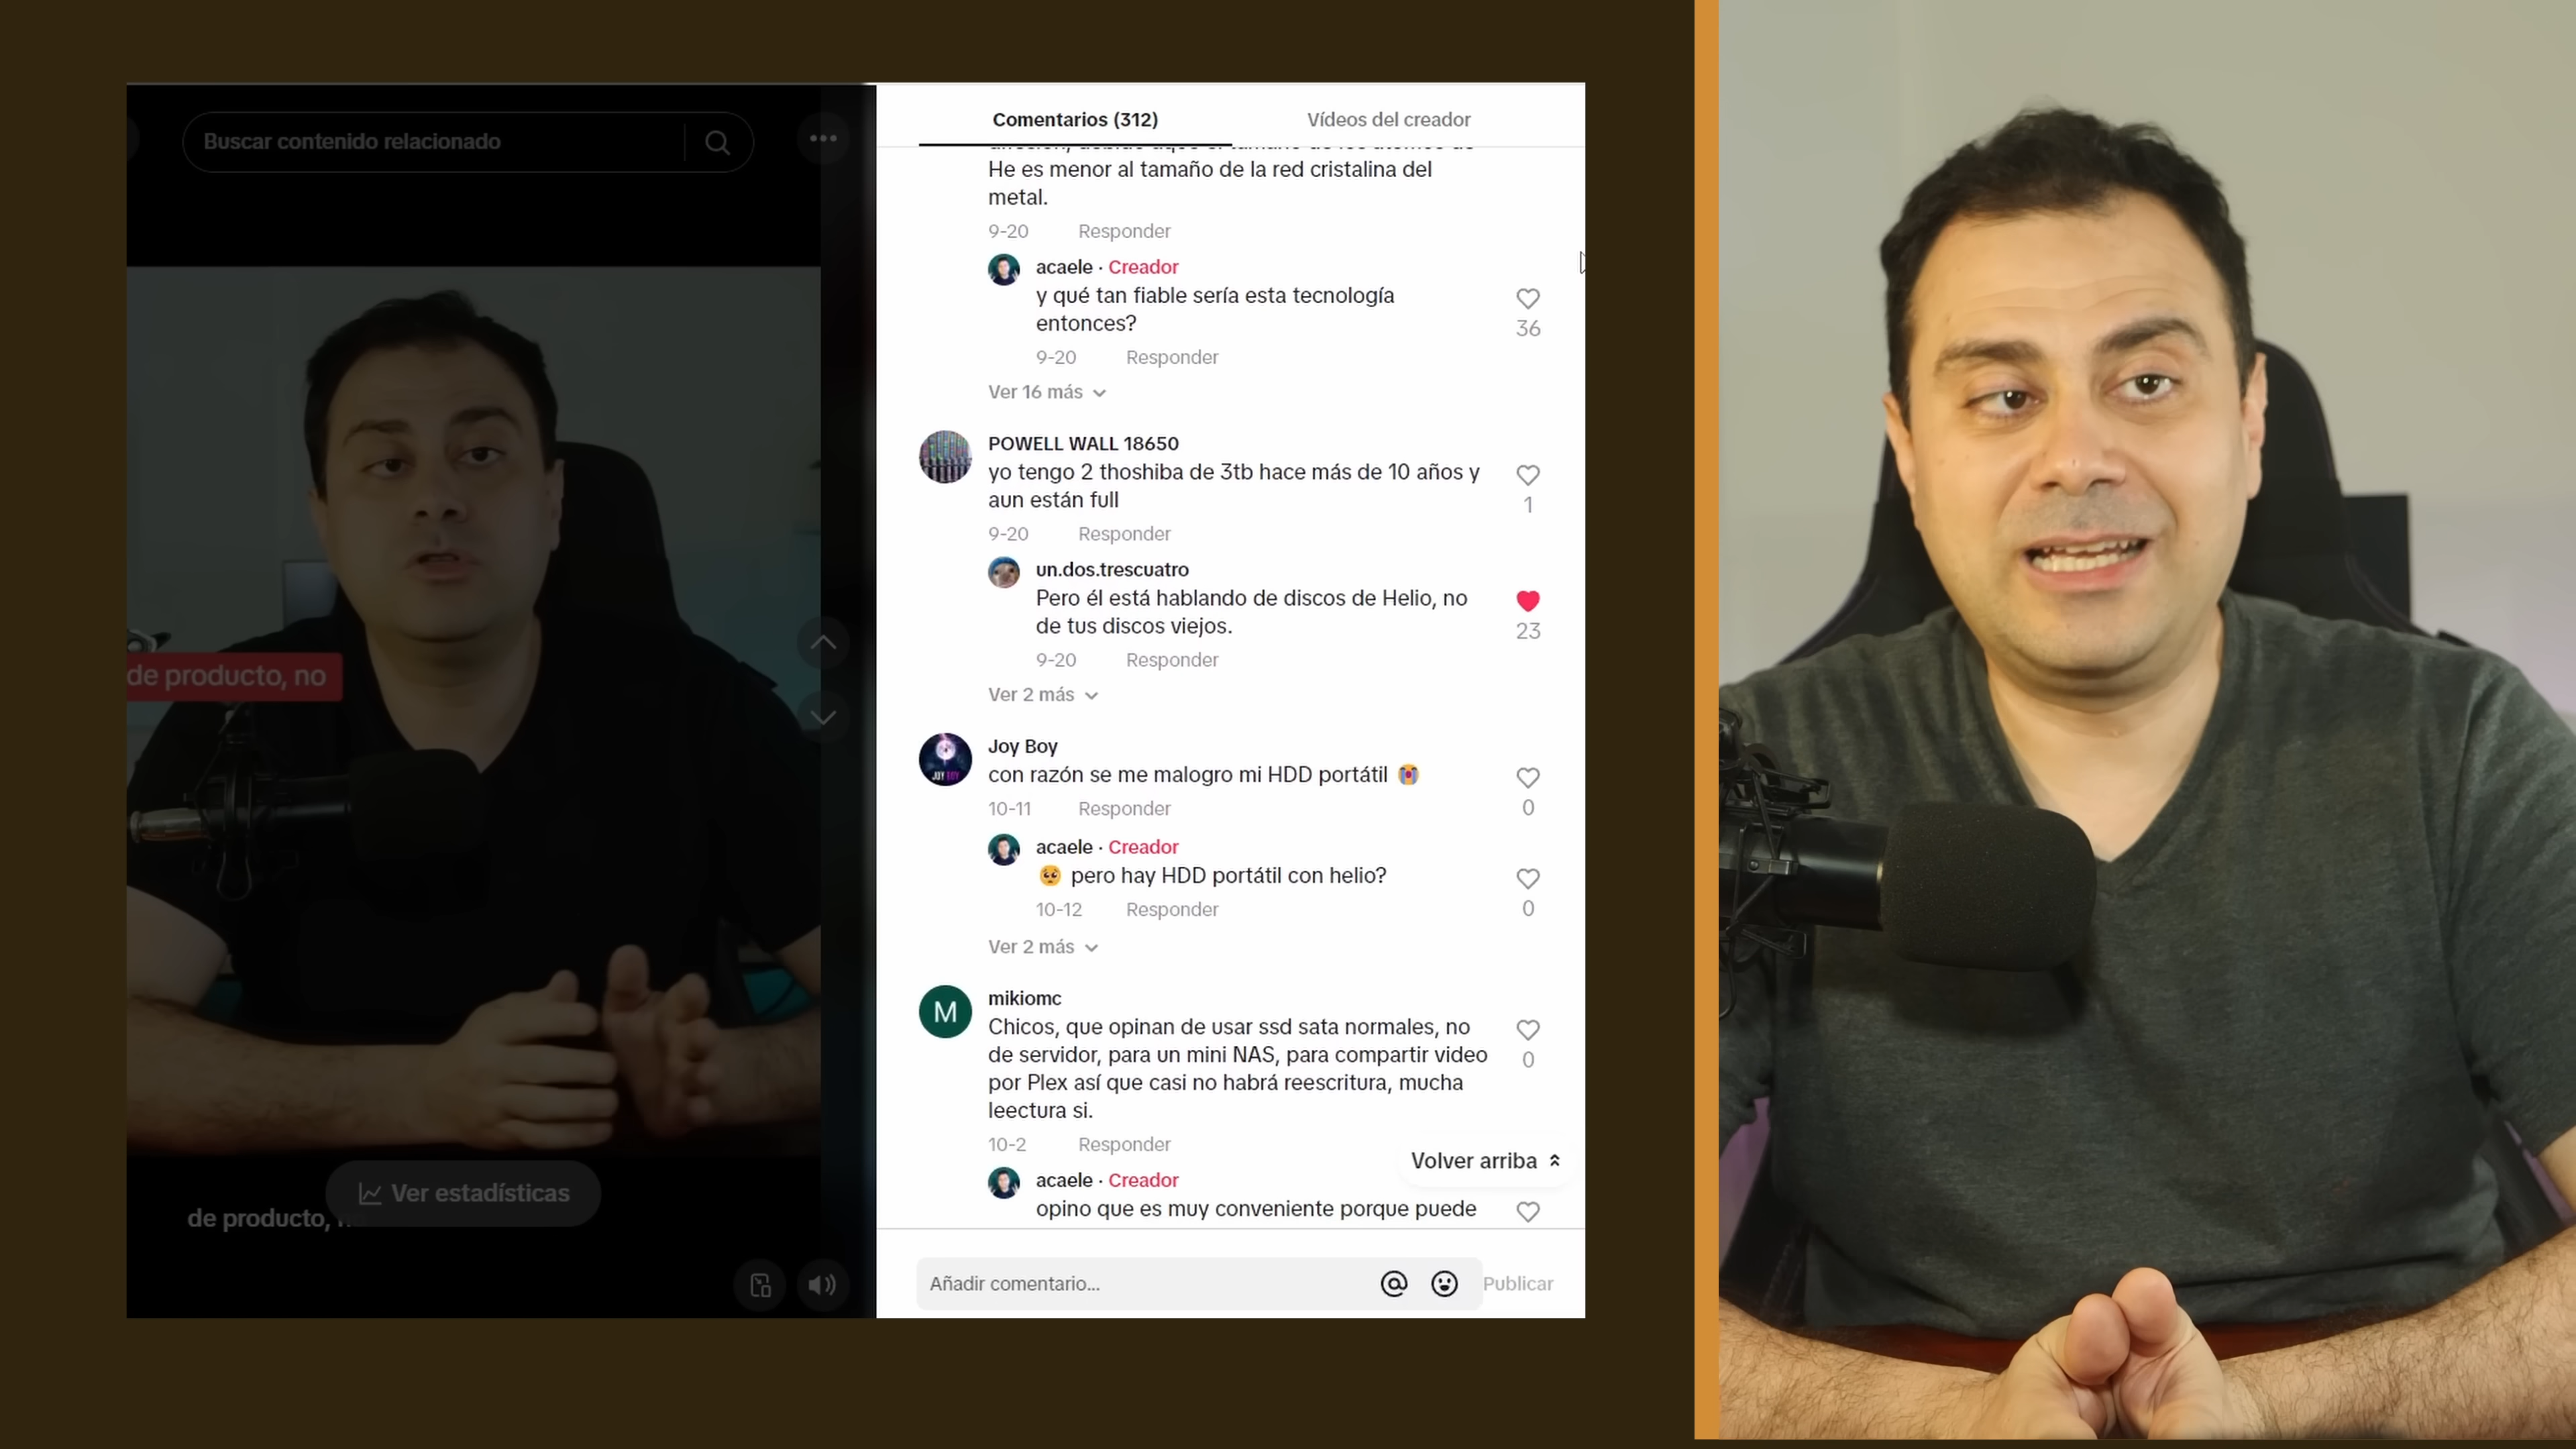 Buscar contenido relacionado
de producto, no
Ver estadísticas
de producto,
Comentarios (312)
Vídeos del creador
He es menor al tamaño de la red cristalina del
metal.
9-20 Responder
acaele · Creador
y qué tan fiable sería esta tecnología
entonces?
36
9-20 Responder
Ver 16 más
POWELL WALL 18650
yo tengo 2 thoshiba de 3tb hace más de 10 años y
aun están full
1
9-20 Responder
un.dos.trescuatro
Pero él está hablando de discos de Helio, no
de tus discos viejos.
23
9-20 Responder
Ver 2 más
Joy Boy
con razón se me malogro mi HDD portátil 😭
0
10-11 Responder
acaele · Creador
🥺 pero hay HDD portátil con helio?
0
10-12 Responder
Ver 2 más
M
mikiomc
Chicos, que opinan de usar ssd sata normales, no
de servidor, para un mini NAS, para compartir video
por Plex así que casi no habrá reescritura, mucha
leectura si.
0
10-2 Responder
Volver arriba
acaele · Creador
opino que es muy conveniente porque puede
Añadir comentario...
Publicar